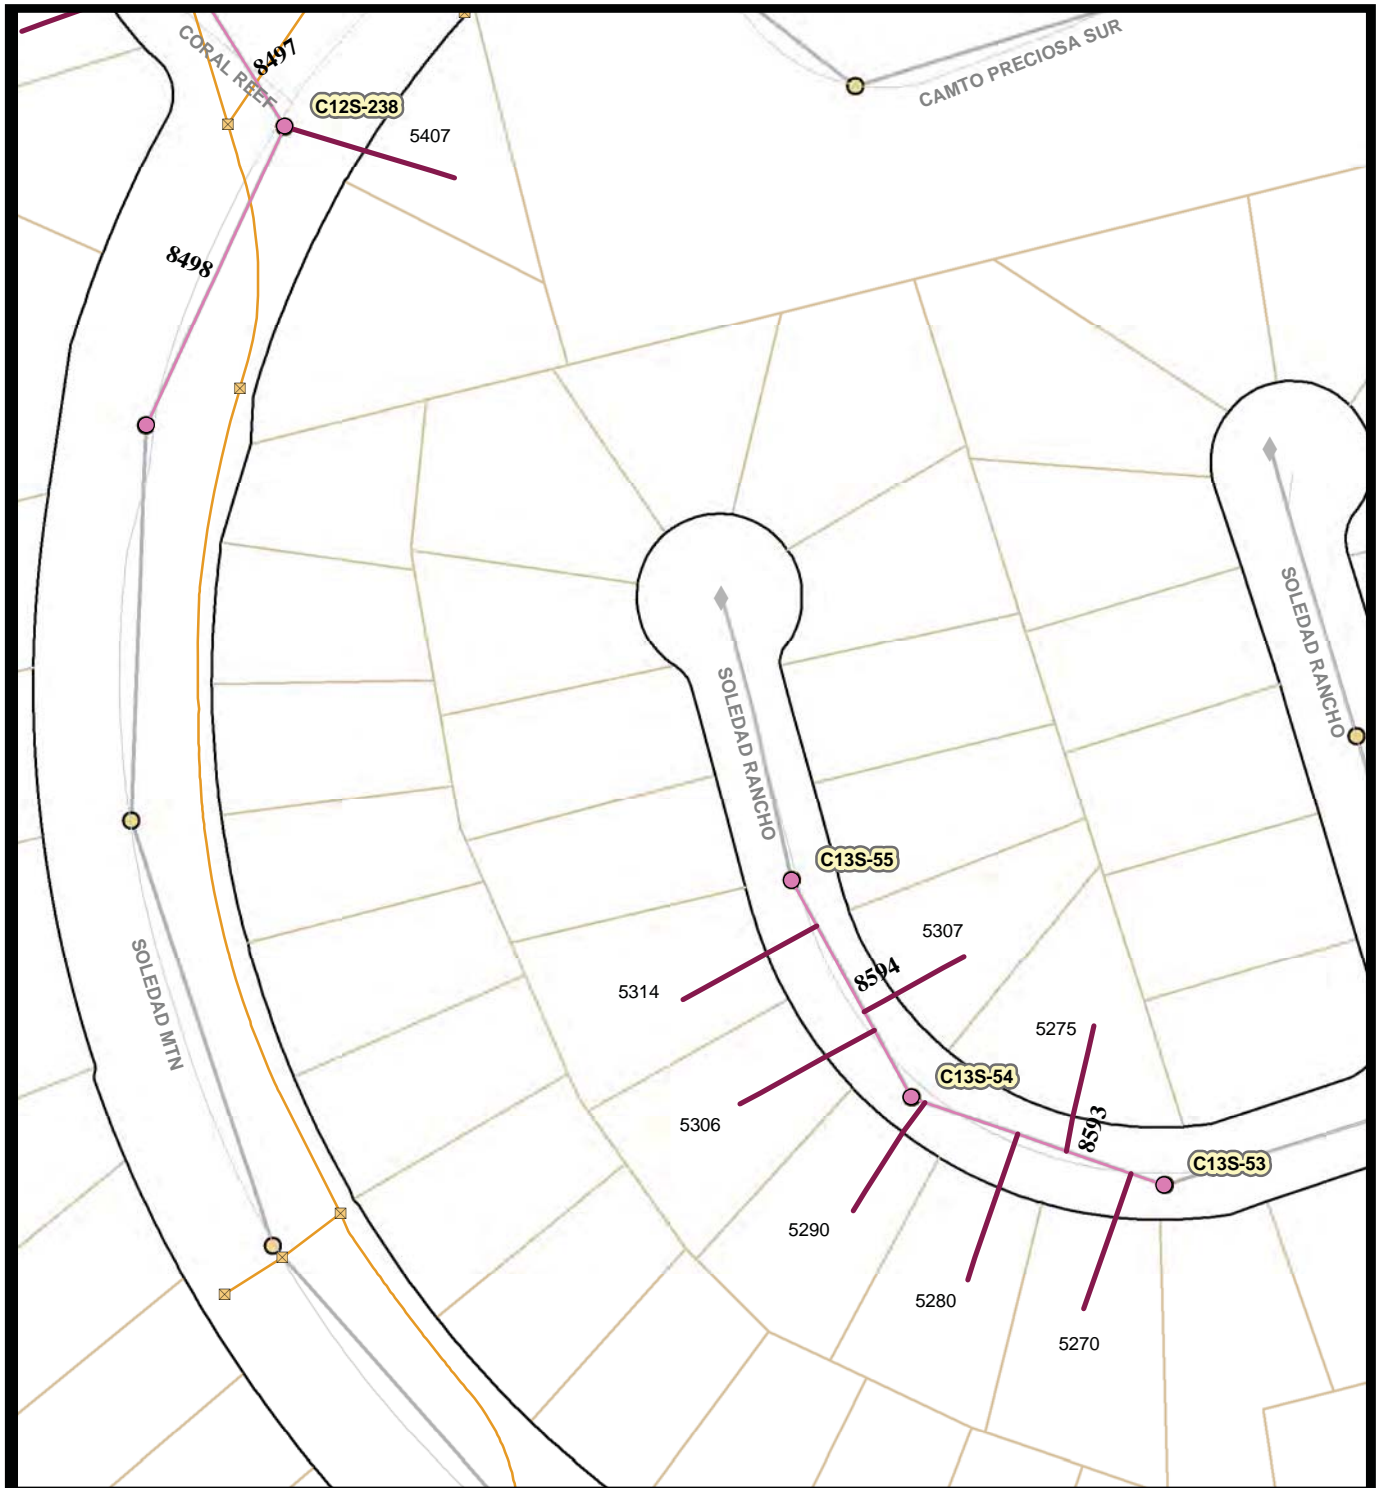 CAMTO PRECIOSA SUR
CORAL REEF
8497
C12S-238
5407
8498
SOLEDAD RANCHO
SOLEDAD RANCHO
C13S-55
5307
8594
5314
SOLEDAD MTN
5275
C13S-54
5306
8593
C13S-53
5290
5280
5270